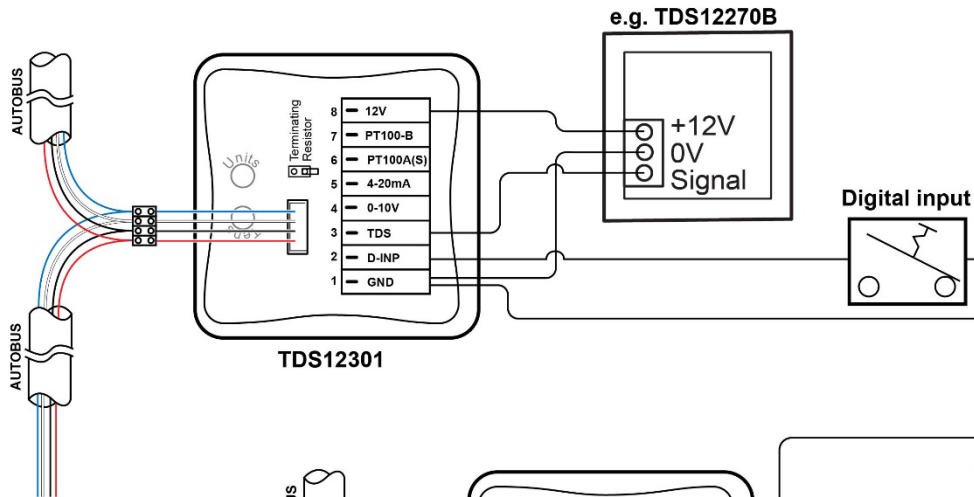 e.g. TDS12270B
AUTOBUS
Terminating
Resistor
Units
Tens
8 12V
7 PT100-B
6 PT100A(S)
5 4-20mA
4 0-10V
3 TDS
2 D-INP
1 GND
+12V
0V
Signal
Digital input
TDS12301
AUTOBUS